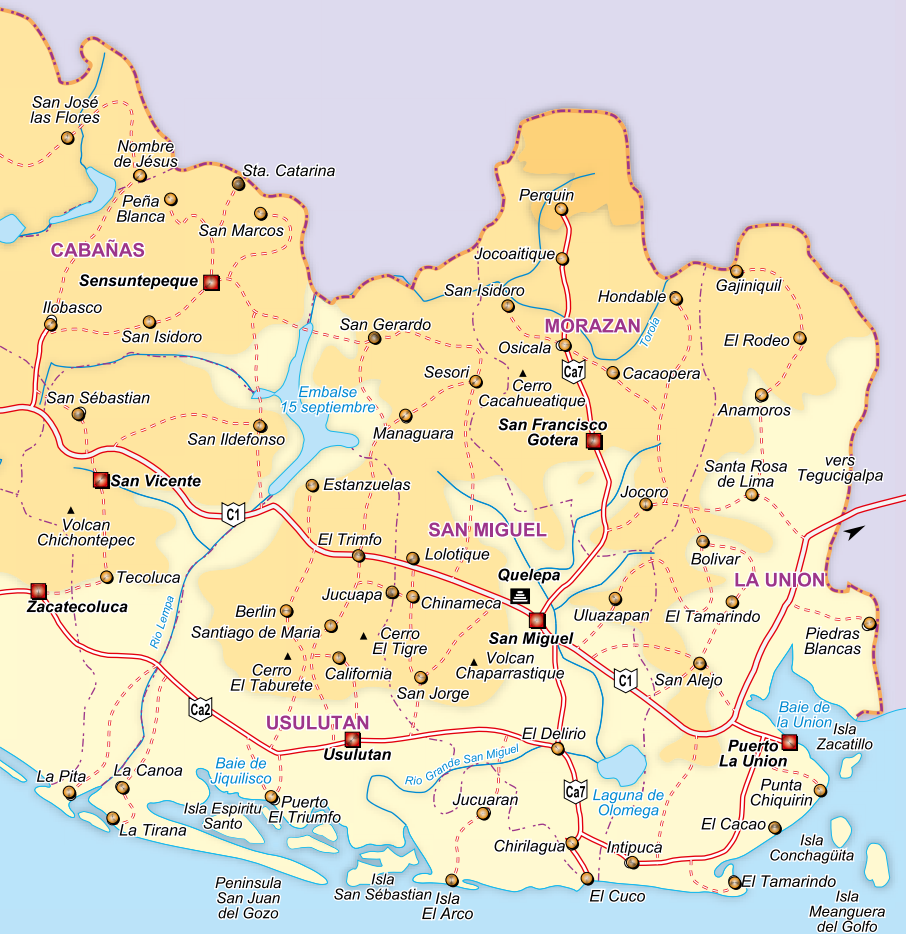 San José
las Flores
Nombre
de Jésus
Sta. Catarina
Peña
Blanca
San Marcos
CABAÑAS
Sensuntepeque
Ilobasco
San Isidoro
Perquin
Jocoaitique
San Isidoro
Hondable
Gajiniquil
MORAZAN
Torola
San Gerardo
Osicala
El Rodeo
Ca7
Sesori
Cerro
Cacahueatique
Cacaopera
Embalse
15 septiembre
San Sébastian
Anamoros
San Ildefonso
Managuara
San Francisco
Gotera
vers
Tegucigalpa
Santa Rosa
de Lima
San Vicente
Estanzuelas
Jocoro
C1
Volcan
Chichontepec
SAN MIGUEL
El Trimfo
Lolotique
Bolivar
Tecoluca
Quelepa
LA UNION
Zacatecoluca
Jucuapa
Chinameca
Berlin
Uluazapan
El Tamarindo
Rio Lempa
Santiago de Maria
Cerro
El Tigre
San Miguel
Piedras
Blancas
Cerro
El Taburete
California
Volcan
Chaparrastique
San Jorge
C1
San Alejo
Ca2
USULUTAN
Usulutan
El Delirio
Baie de
la Union
Isla
Zacatillo
Puerto
La Union
Baie de
Jiquilisco
Rio Grande San Miguel
La Pita
La Canoa
Isla Espiritu
Santo
Puerto
El Triumfo
Jucuaran
Ca7
Laguna de
Olomega
Punta
Chiquirin
La Tirana
El Cacao
Chirilagua
Intipuca
Isla
Conchagüita
Peninsula
San Juan
del Gozo
Isla
San Sébastian
Isla
El Arco
El Cuco
El Tamarindo
Isla
Meanguera
del Golfo